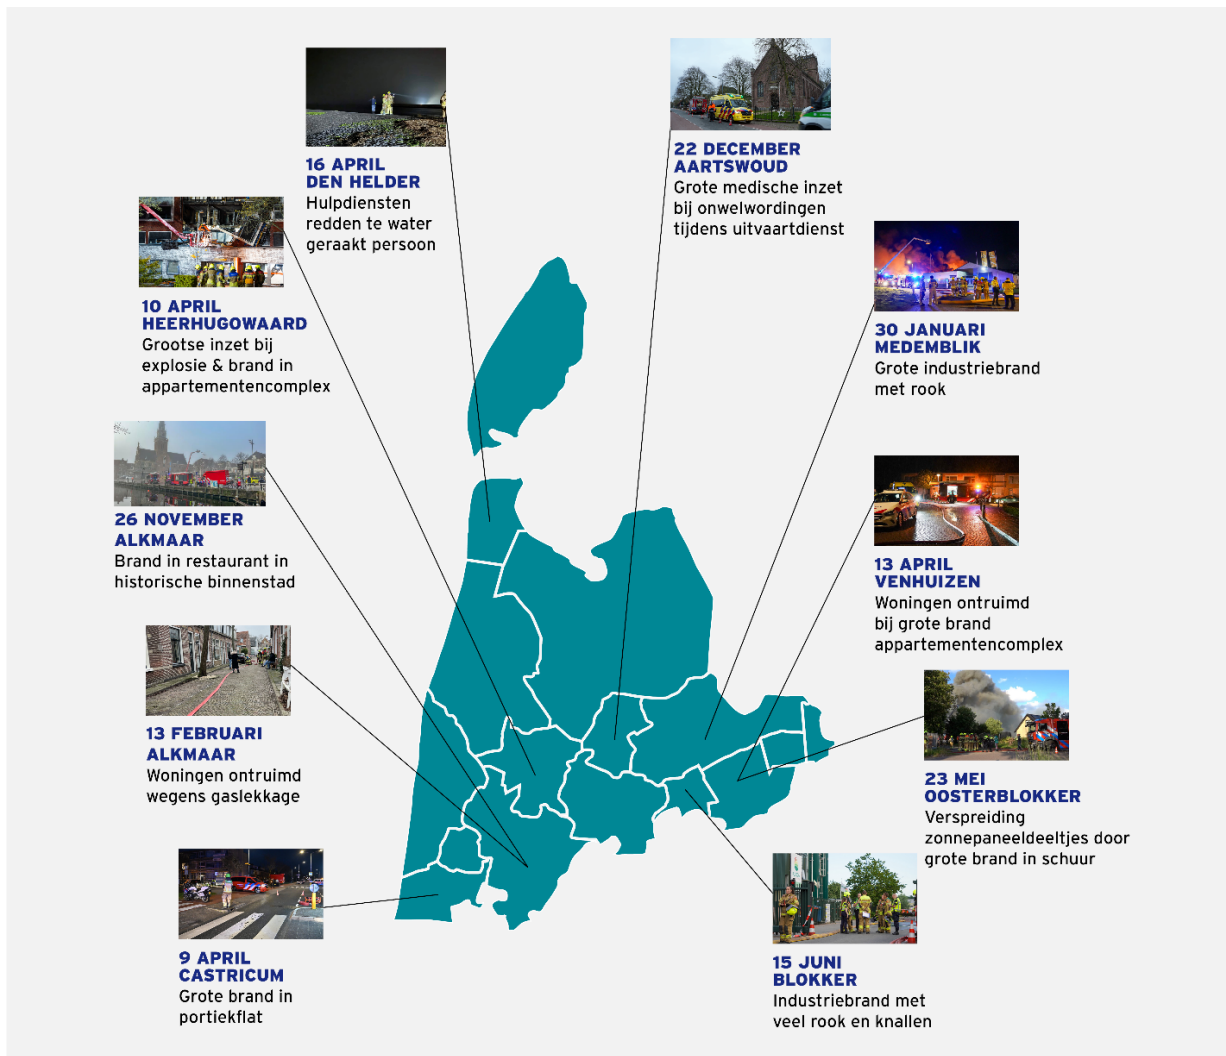 16 APRIL
DEN HELDER
Hulpdiensten
redden te water
geraakt persoon
22 DECEMBER
AARTSWOUD
Grote medische inzet
bij onwelwordingen
tijdens uitvaartdienst
10 APRIL
HEERHUGOWAARD
Grootse inzet bij
explosie & brand in
appartementencomplex
30 JANUARI
MEDEMBLIK
Grote industriebrand
met rook
26 NOVEMBER
ALKMAAR
Brand in restaurant in
historische binnenstad
13 APRIL
VENHUIZEN
Woningen ontruimd
bij grote brand
appartementencomplex
13 FEBRUARI
ALKMAAR
Woningen ontruimd
wegens gaslekkage
23 MEI
OOSTERBLOKKER
Verspreiding
zonnepaneeldeeltjes door
grote brand in schuur
9 APRIL
CASTRICUM
Grote brand in
portiekflat
15 JUNI
BLOKKER
Industriebrand met
veel rook en knallen